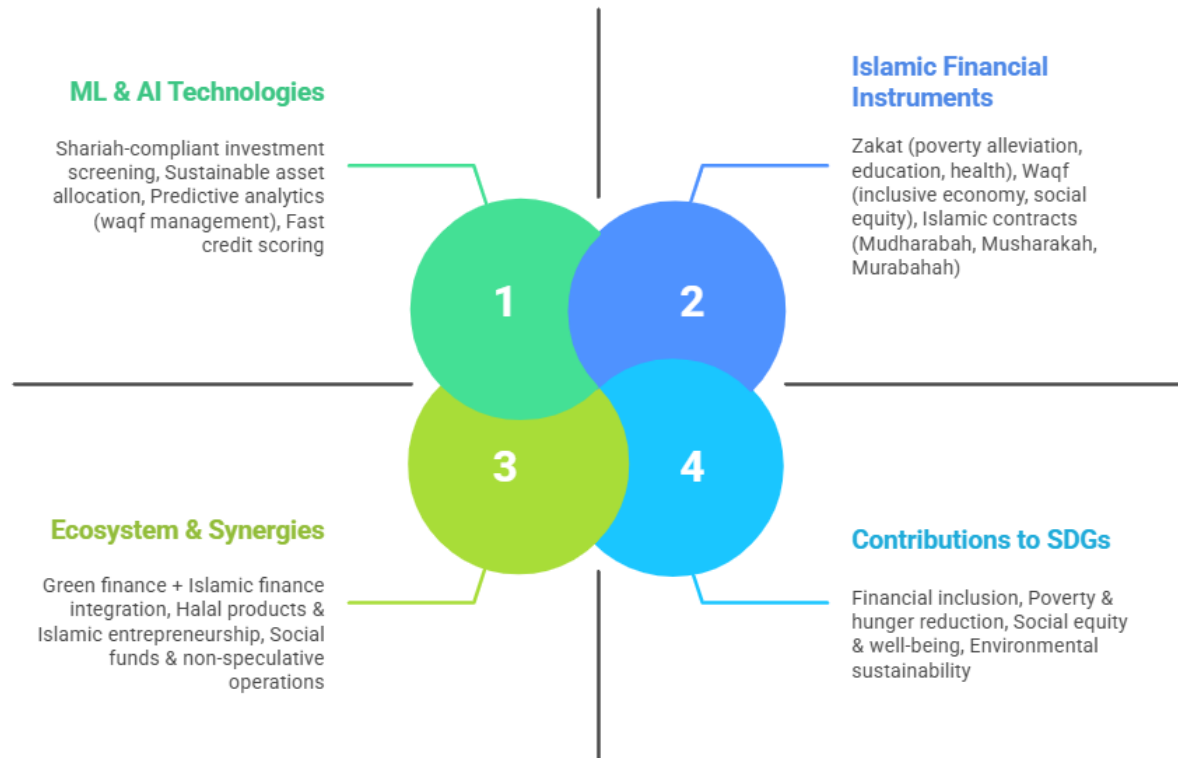 ML & AI Technologies
Shariah-compliant investment
screening, Sustainable asset
allocation, Predictive analytics
(waqf management), Fast
credit scoring
Islamic Financial
Instruments
Zakat (poverty alleviation,
education, health), Waqf
(inclusive economy, social
equity), Islamic contracts
(Mudharabah, Musharakah,
Murabahah)
1
2
3
4
Ecosystem & Synergies
Green finance + Islamic finance
integration, Halal products &
Islamic entrepreneurship, Social
funds & non-speculative
operations
Contributions to SDGs
Financial inclusion, Poverty &
hunger reduction, Social equity
& well-being, Environmental
sustainability